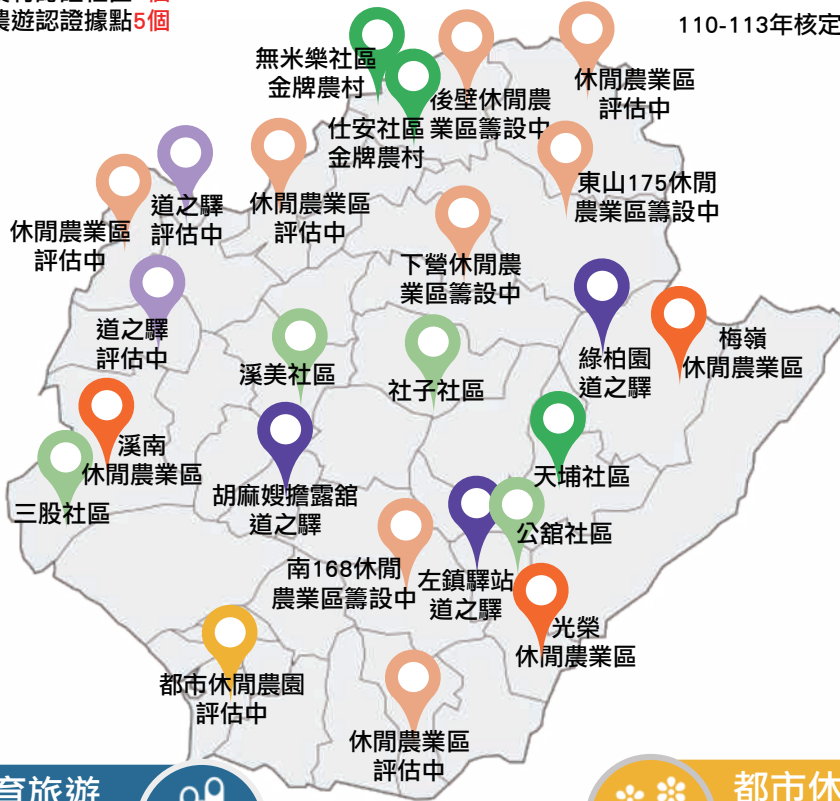 農遊認證據點5個
110-113年核定
無米樂社區
金牌農村
仕安社區
金牌農村
後壁休閒農
業區籌設中
休閒農業區
評估中
東山175休閒
農業區籌設中
道之驛
評估中
休閒農業區
評估中
休閒農業區
評估中
下營休閒農
業區籌設中
道之驛
評估中
溪美社區
社子社區
綠柏園
道之驛
梅嶺
休閒農業區
溪南
休閒農業區
三股社區
胡麻嫂擔露舘
道之驛
天埔社區
公舘社區
南168休閒
農業區籌設中
左鎮驛站
道之驛
光榮
休閒農業區
都市休閒農園
評估中
休閒農業區
評估中
育旅遊
都市休